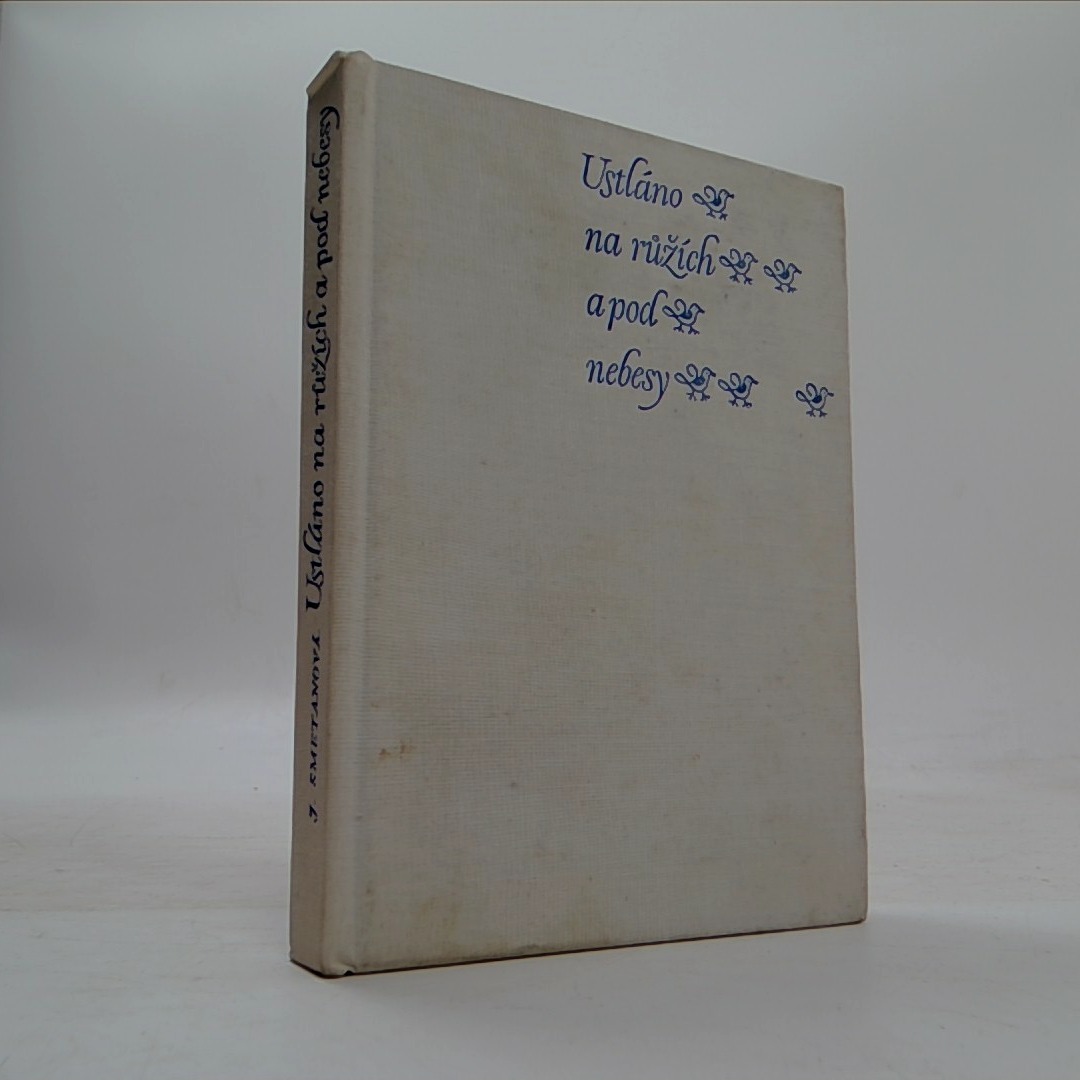 Ustláno
na růžích
a pod
nebesy
J. SMETANOVÁ Ustláno na růžích a pod nebesy